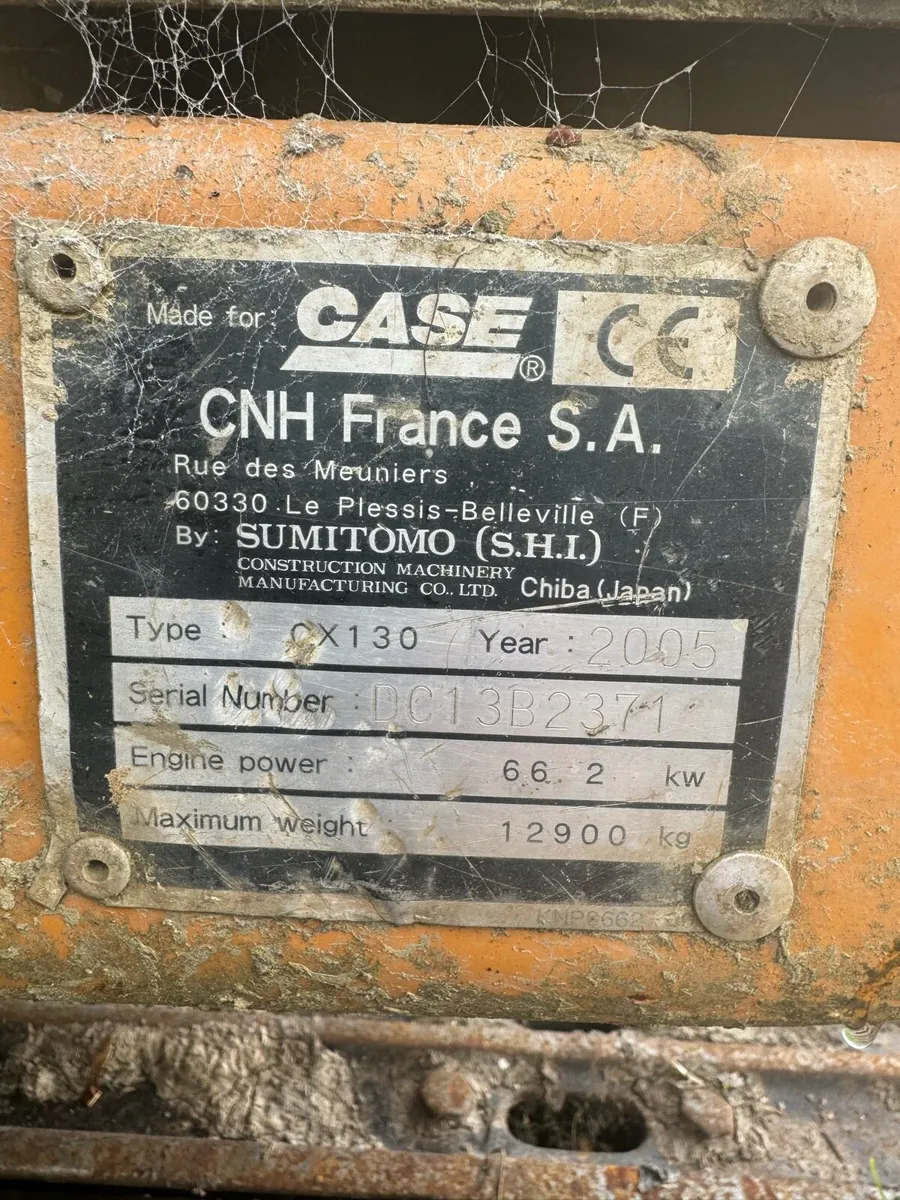 Made for: CASE® CE
CNH France S.A.
Rue des Meuniers
60330 Le Plessis-Belleville (F)
By: SUMITOMO (S.H.I.)
CONSTRUCTION MACHINERY
MANUFACTURING CO., LTD. Chiba (Japan)
Type : CX130 Year : 2005
Serial Number : DC13B2371
Engine power : 66.2 kw
Maximum weight : 12900 kg